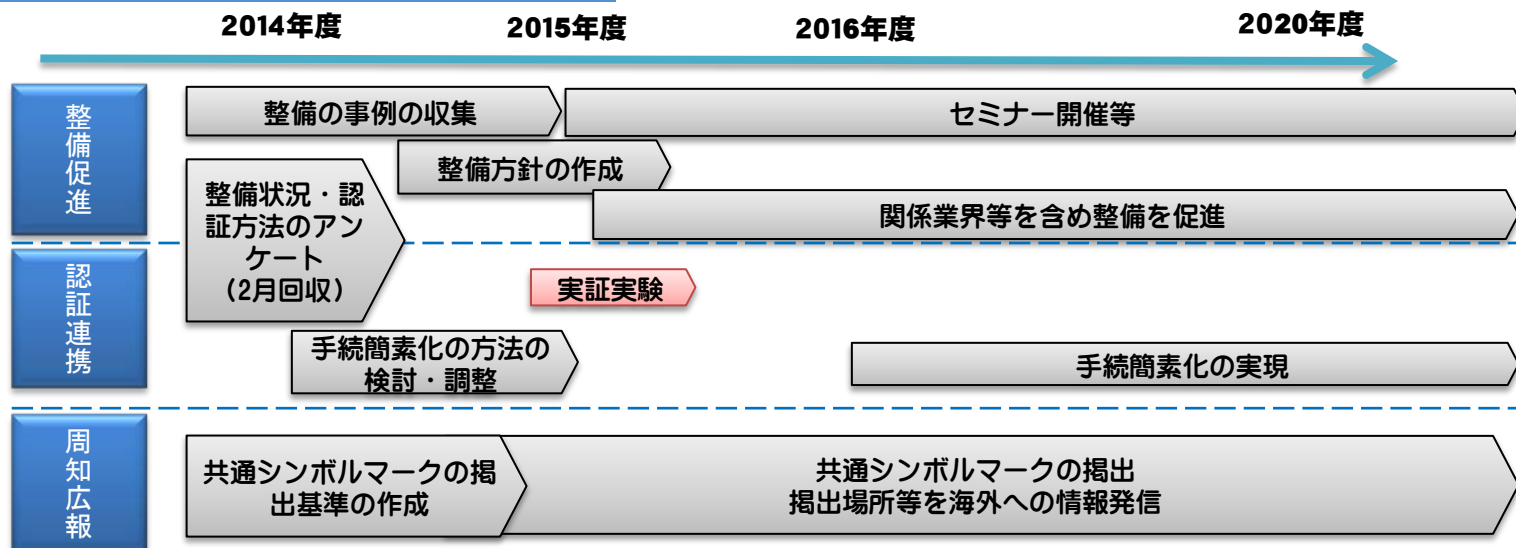 2014年度
2015年度
2016年度
2020年度
整備促進
整備の事例の収集
セミナー開催等
整備方針の作成
整備状況・認
証方法のアン
ケート
（2月回収）
関係業界等を含め整備を促進
認証連携
実証実験
手続簡素化の方法の
検討・調整
手続簡素化の実現
周知広報
共通シンボルマークの掲
出基準の作成
共通シンボルマークの掲出
掲出場所等を海外への情報発信